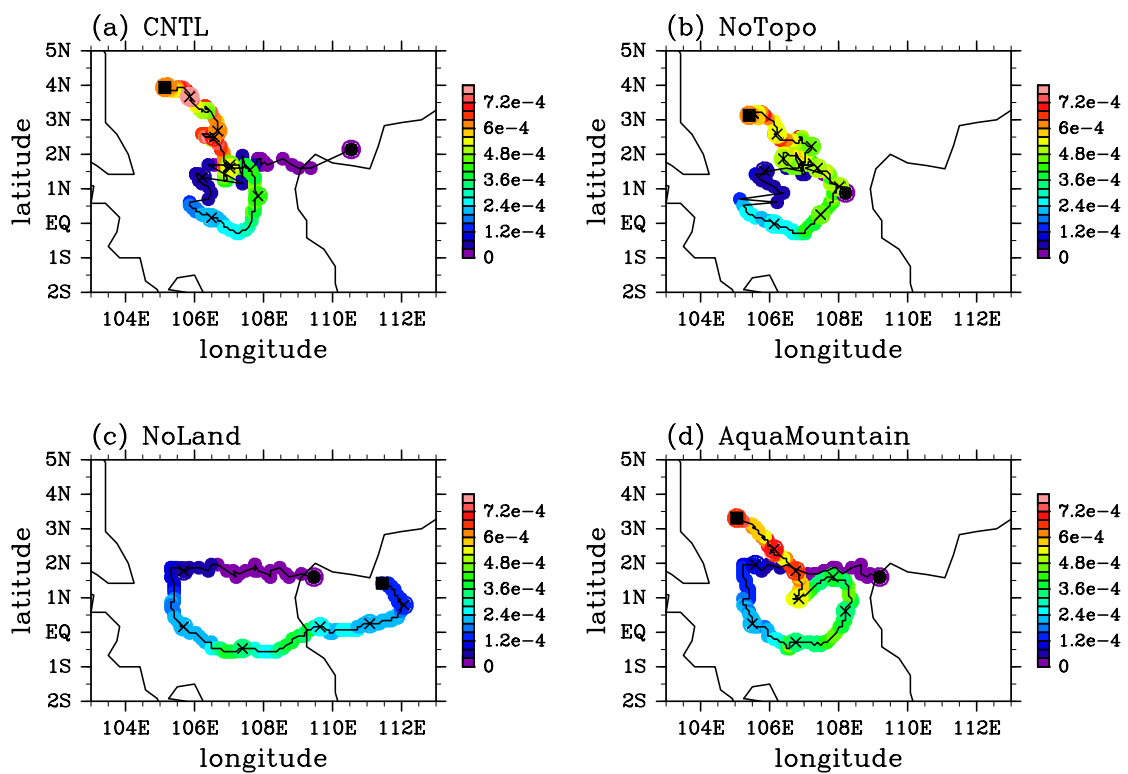 (a) CNTL
5N
4N
3N
2N
1N
EQ
1S
2S
latitude
104E 106E 108E 110E 112E
longitude
7.2e-4
6e-4
4.8e-4
3.6e-4
2.4e-4
1.2e-4
0
(b) NoTopo
5N
4N
3N
2N
1N
EQ
1S
2S
latitude
104E 106E 108E 110E 112E
longitude
7.2e-4
6e-4
4.8e-4
3.6e-4
2.4e-4
1.2e-4
0
(c) NoLand
5N
4N
3N
2N
1N
EQ
1S
2S
latitude
104E 106E 108E 110E 112E
longitude
7.2e-4
6e-4
4.8e-4
3.6e-4
2.4e-4
1.2e-4
0
(d) AquaMountain
5N
4N
3N
2N
1N
EQ
1S
2S
latitude
104E 106E 108E 110E 112E
longitude
7.2e-4
6e-4
4.8e-4
3.6e-4
2.4e-4
1.2e-4
0